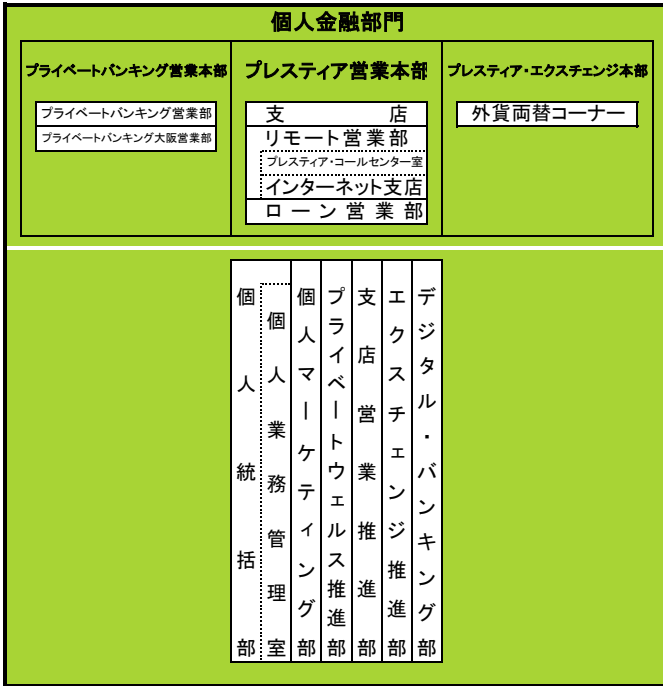 個人金融部門
プライベートバンキング営業本部
プライベートバンキング営業部
プライベートバンキング大阪営業部
プレスティア営業本部
支店
リモート営業部
プレスティア・コールセンター室
インターネット支店
ローン営業部
プレスティア・エクスチェンジ本部
外貨両替コーナー
個人統括部
個人業務管理室
個人マーケティング部
プライベートウェルス推進部
支店営業推進部
エクスチェンジ推進部
デジタル・バンキング部